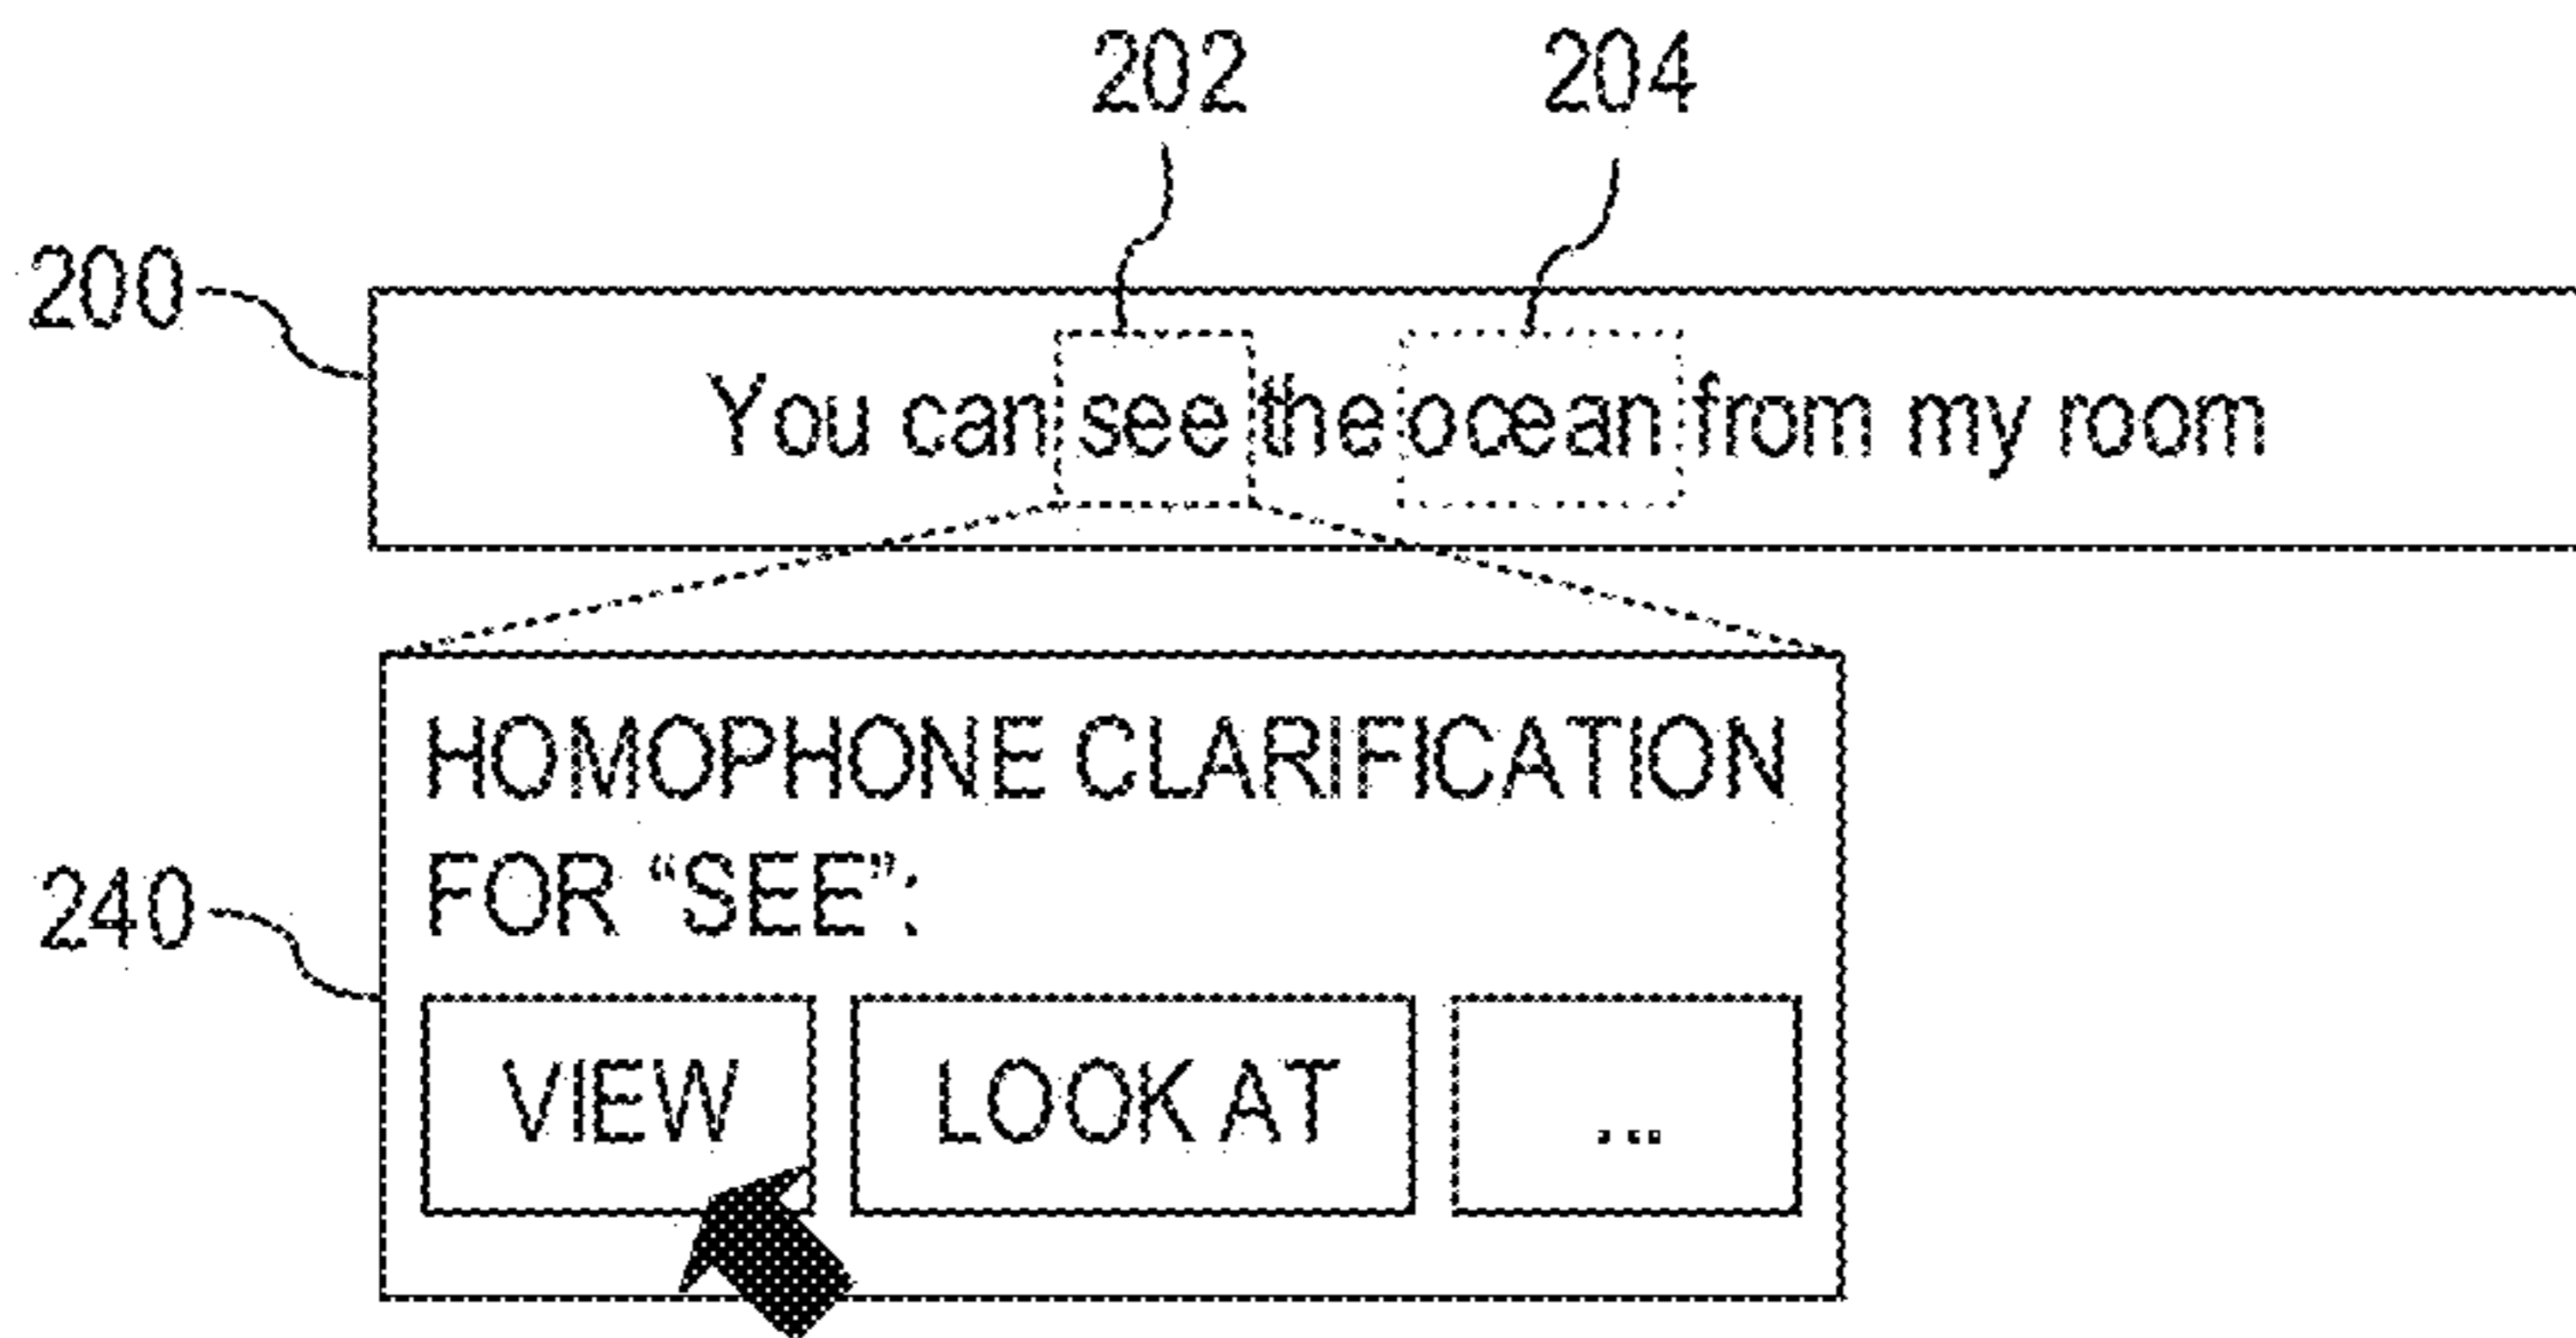 202 204
200
You can see the ocean from my room
HOMOPHONE CLARIFICATION
FOR “SEE”:
240
VIEW LOOK AT ...